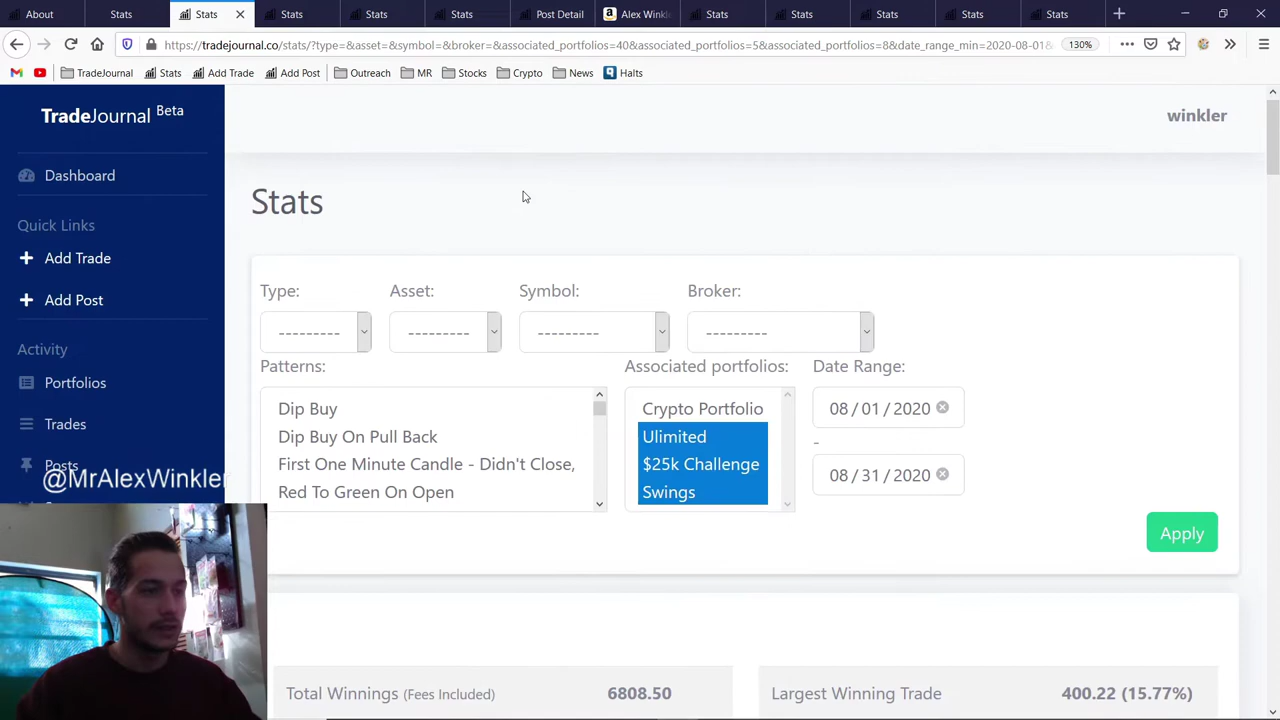 About
Stats
Stats
Stats
Stats
Stats
Post Detail
Alex Winkl
Stats
Stats
Stats
Stats
Stats
https://tradejournal.co/stats/?type=&asset=&symbol=&broker=&associated_portfolios=40&associated_portfolios=5&associated_portfolios=8&date_range_min=2020-08-01&
130%
TradeJournal
Stats
Add Trade
Add Post
Outreach
MR
Stocks
Crypto
News
Halts
TradeJournal Beta
winkler
Dashboard
Quick Links
Add Trade
Add Post
Activity
Portfolios
Trades
Posts
@MrAlexWinkler
Stats
Type:
Asset:
Symbol:
Broker:
---------
---------
---------
---------
Patterns:
Associated portfolios:
Date Range:
Dip Buy
Dip Buy On Pull Back
First One Minute Candle - Didn't Close,
Red To Green On Open
Crypto Portfolio
Ulimited
$25k Challenge
Swings
08 / 01 / 2020
-
08 / 31 / 2020
Apply
Total Winnings (Fees Included) 6808.50
Largest Winning Trade 400.22 (15.77%)